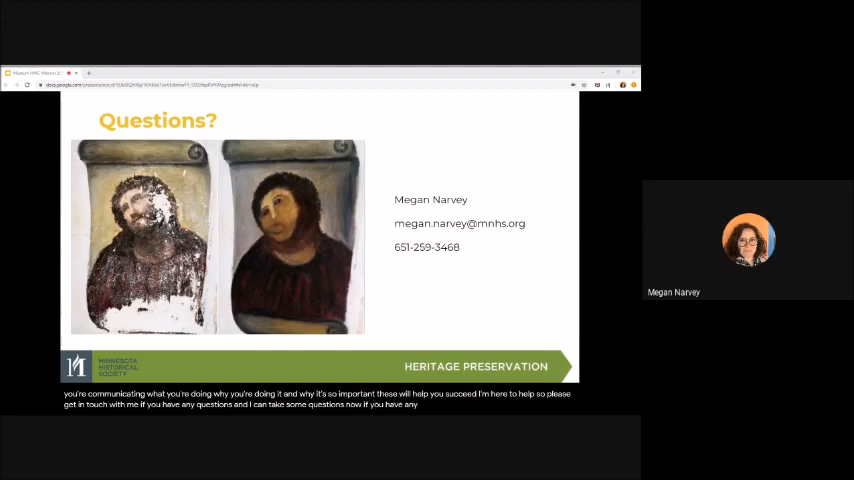 Questions?
Megan Narvey
megan.narvey@mnhs.org
651-259-3468
MINNESOTA
HISTORICAL
SOCIETY
HERITAGE PRESERVATION
you're communicating what you're doing why you're doing it and why it's so important these will help you succeed I'm here to help so please
get in touch with me if you have any questions and I can take some questions now if you have any
Megan Narvey